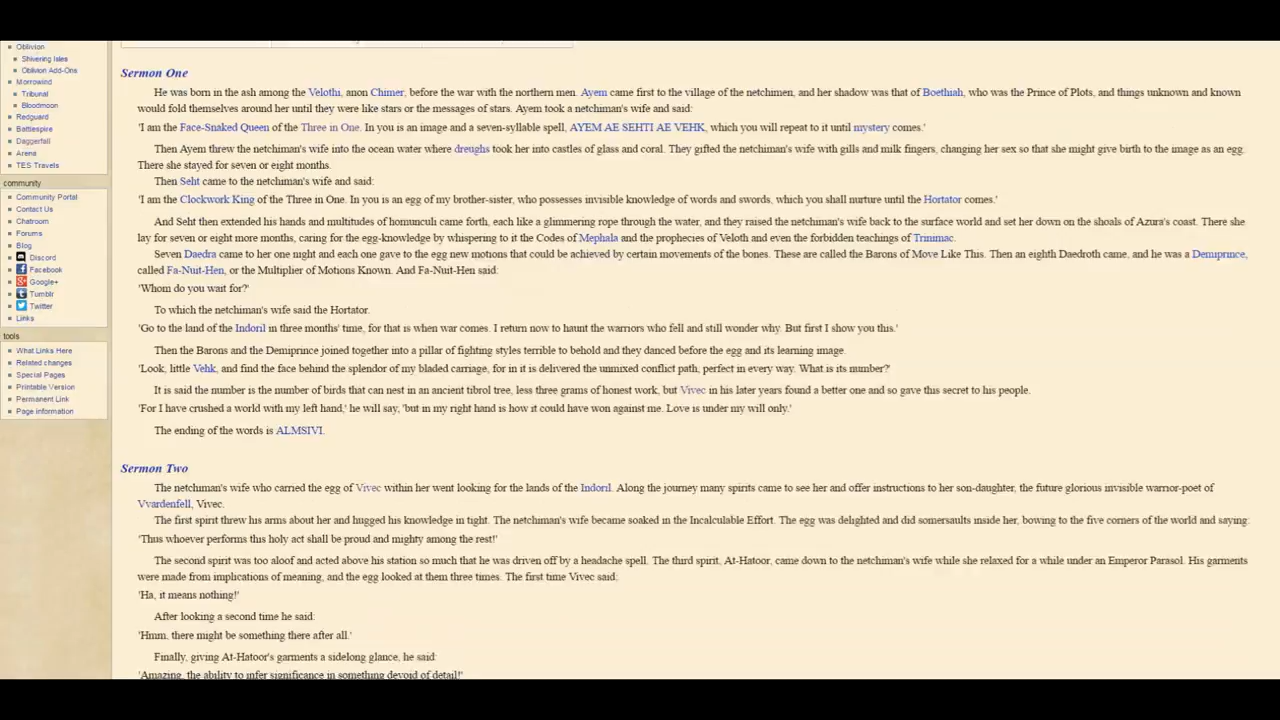 Oblivion
Shivering Isles
Oblivion Add-Ons
Morrowind
Tribunal
Bloodmoon
Redguard
Battlespire
Daggerfall
Arena
TES Travels
community
Community Portal
Contact Us
Chatroom
Forums
Blog
Discord
Facebook
Google+
Tumblr
Twitter
Links
tools
What Links Here
Related changes
Special Pages
Printable Version
Permanent Link
Page information
Sermon One
He was born in the ash among the Velothi, anon Chimer, before the war with the northern men. Ayem came first to the village of the netchimen, and her shadow was that of Boethiah, who was the Prince of Plots, and things unknown and known
would fold themselves around her until they were like stars or the messages of stars. Ayem took a netchiman's wife and said:
'I am the Face-Snaked Queen of the Three in One. In you is an image and a seven-syllable spell, AYEM AE SEHTI AE VEHK, which you will repeat to it until mystery comes.'
Then Ayem threw the netchiman's wife into the ocean water where dreughs took her into castles of glass and coral. They gifted the netchiman's wife with gills and milk fingers, changing her sex so that she might give birth to the image as an egg.
There she stayed for seven or eight months.
Then Seht came to the netchiman's wife and said:
'I am the Clockwork King of the Three in One. In you is an egg of my brother-sister, who possesses invisible knowledge of words and swords, which you shall nurture until the Hortator comes.'
And Seht then extended his hands and multitudes of homunculi came forth, each like a glimmering rope through the water, and they raised the netchiman's wife back to the surface world and set her down on the shoals of Azura's coast. There she
lay for seven or eight more months, caring for the egg-knowledge by whispering to it the Codes of Mephala and the prophecies of Veloth and even the forbidden teachings of Trinimac.
Seven Daedra came to her one night and each one gave to the egg new motions that could be achieved by certain movements of the bones. These are called the Barons of Move Like This. Then an eighth Daedroth came, and he was a Demiprince,
called Fa-Nuit-Hen, or the Multiplier of Motions Known. And Fa-Nuit-Hen said:
'Whom do you wait for?'
To which the netchiman's wife said the Hortator.
'Go to the land of the Indoril in three months' time, for that is when war comes. I return now to haunt the warriors who fell and still wonder why. But first I show you this.'
Then the Barons and the Demiprince joined together into a pillar of fighting styles terrible to behold and they danced before the egg and its learning image.
'Look, little Vehk, and find the face behind the splendor of my bladed carriage, for in it is delivered the unmixed conflict path, perfect in every way. What is its number?'
It is said the number is the number of birds that can nest in an ancient tibrol tree, less three grams of honest work, but Vivec in his later years found a better one and so gave this secret to his people.
'For I have crushed a world with my left hand,' he will say, 'but in my right hand is how it could have won against me. Love is under my will only.'
The ending of the words is ALMSIVI.
Sermon Two
The netchiman's wife who carried the egg of Vivec within her went looking for the lands of the Indoril. Along the journey many spirits came to see her and offer instructions to her son-daughter, the future glorious invisible warrior-poet of
Vvardenfell, Vivec.
The first spirit threw his arms about her and hugged his knowledge in tight. The netchiman's wife became soaked in the Incalculable Effort. The egg was delighted and did somersaults inside her, bowing to the five corners of the world and saying:
'Thus whoever performs this holy act shall be proud and mighty among the rest!'
The second spirit was too aloof and acted above his station so much that he was driven off by a headache spell. The third spirit, At-Hatoor, came down to the netchiman's wife while she relaxed for a while under an Emperor Parasol. His garments
were made from implications of meaning, and the egg looked at them three times. The first time Vivec said:
'Ha, it means nothing!'
After looking a second time he said:
'Hmm, there might be something there after all.'
Finally, giving At-Hatoor's garments a sidelong glance, he said:
'Amazing, the ability to infer significance in something devoid of detail!'